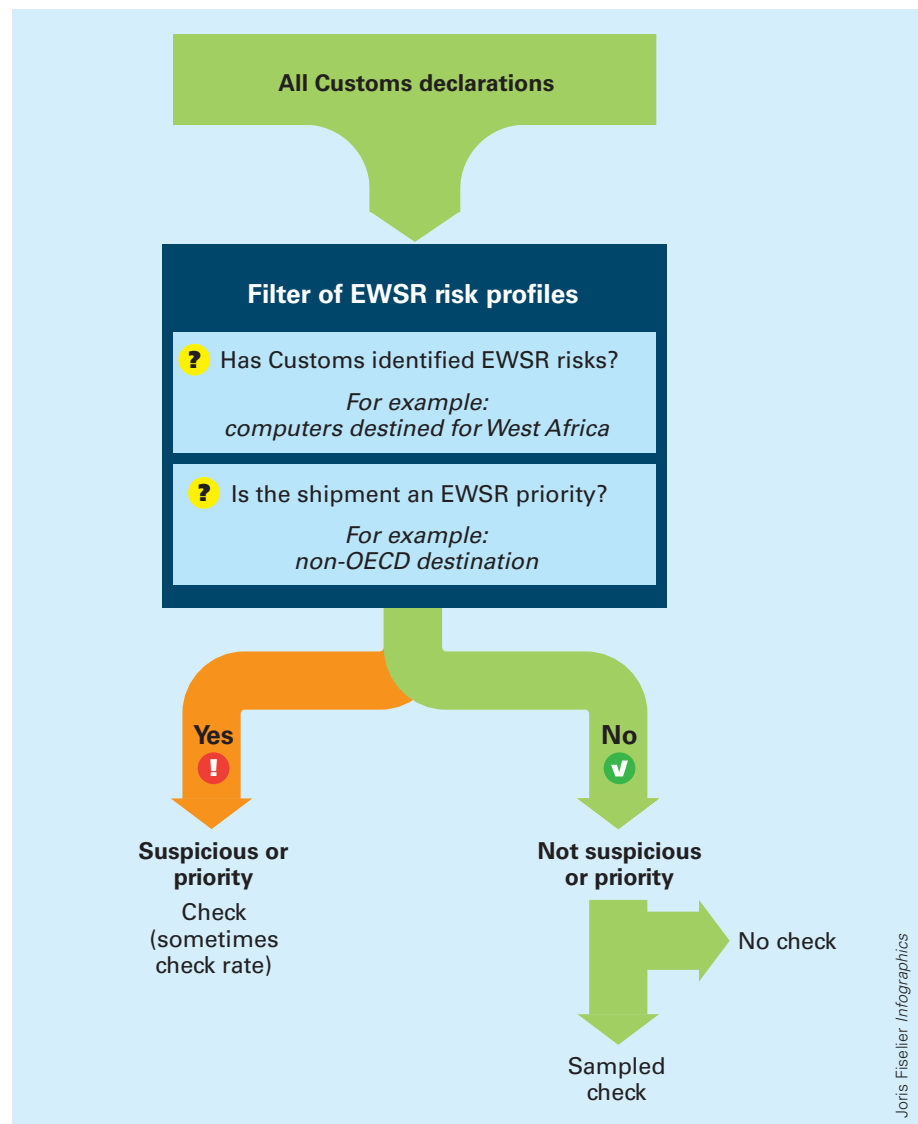 All Customs declarations
Filter of EWSR risk profiles
? Has Customs identified EWSR risks?
For example:
computers destined for West Africa
? Is the shipment an EWSR priority?
For example:
non-OECD destination
Yes
!
No
√
Suspicious or
priority
Check
(sometimes
check rate)
Not suspicious
or priority
No check
Sampled
check
Joris Fiselier Infographics